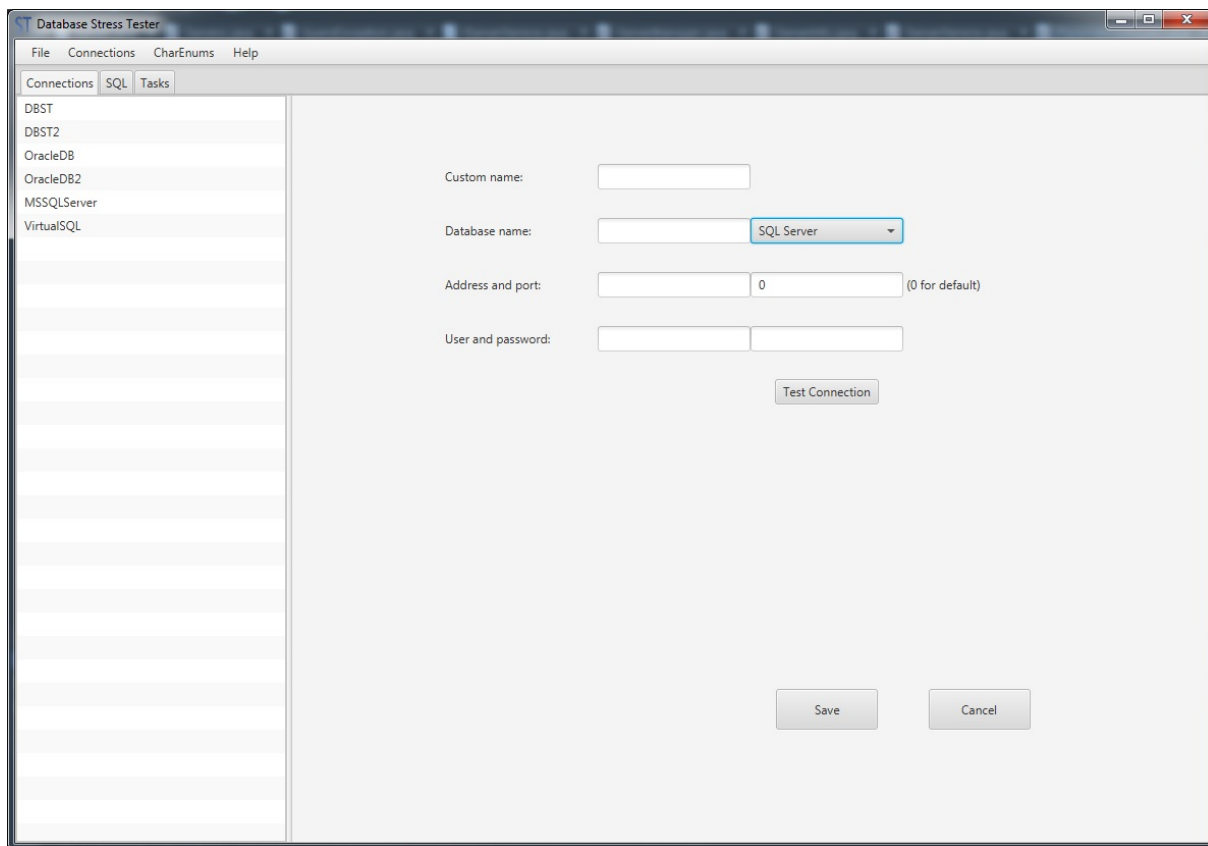 ST Database Stress Tester
File Connections CharEnums Help
Connections SQL Tasks
DBST
DBST2
OracleDB
OracleDB2
MSSQLServer
VirtualSQL
Custom name:
Database name: SQL Server
Address and port: 0 (0 for default)
User and password:
Test Connection
Save Cancel